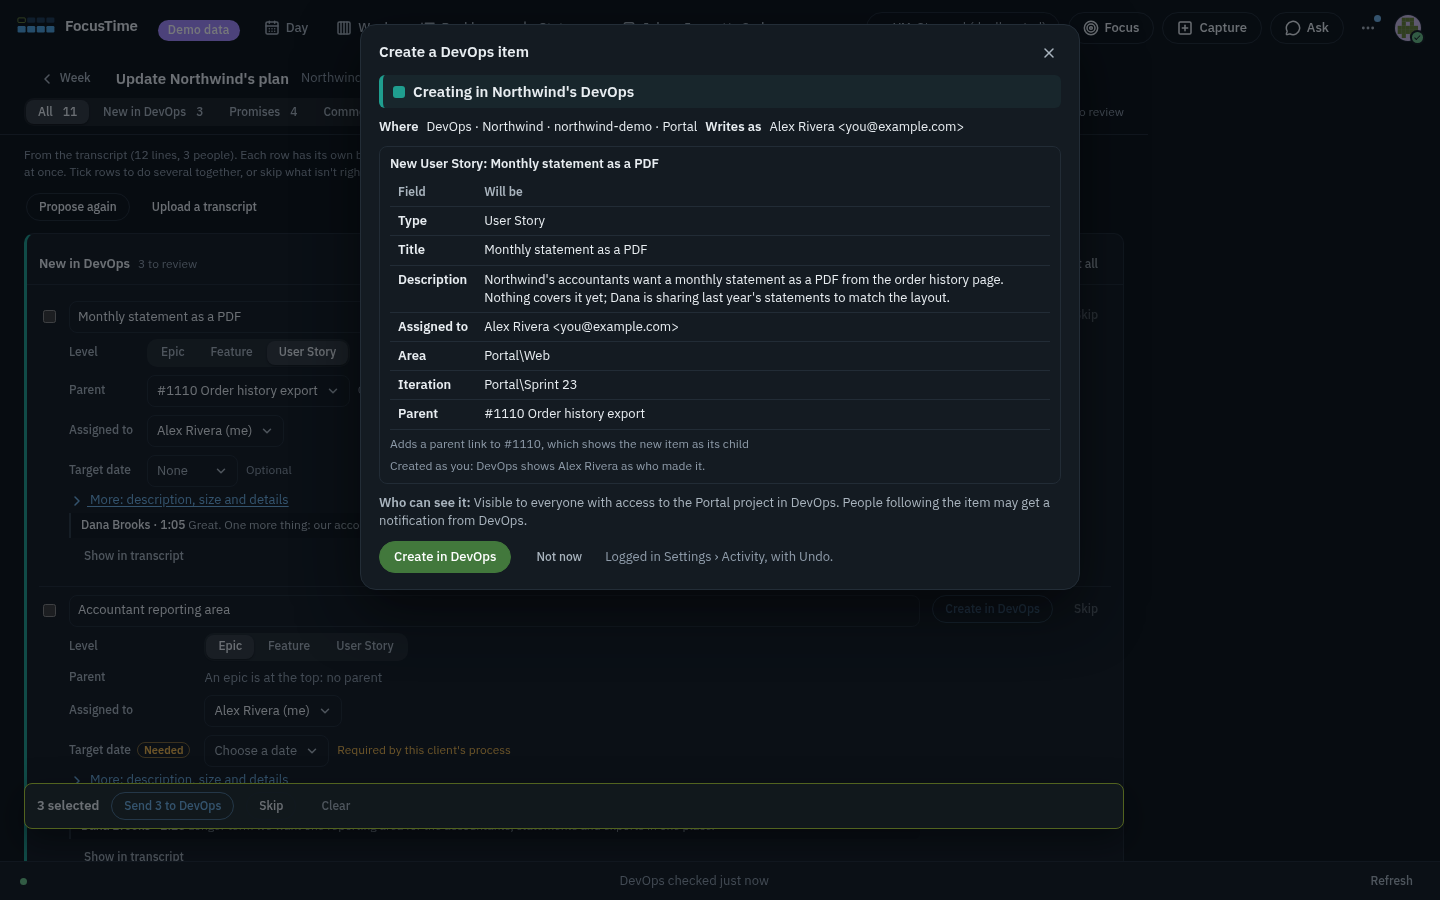 FocusTime
Demo data
Day
Focus
Capture
Ask
Create a DevOps item
Creating in Northwind's DevOps
Where DevOps · Northwind · northwind-demo · Portal Writes as Alex Rivera <you@example.com>
New User Story: Monthly statement as a PDF
Field Will be
Type User Story
Title Monthly statement as a PDF
Description Northwind's accountants want a monthly statement as a PDF from the order history page.
Nothing covers it yet; Dana is sharing last year's statements to match the layout.
Assigned to Alex Rivera <you@example.com>
Area Portal\Web
Iteration Portal\Sprint 23
Parent #1110 Order history export
Adds a parent link to #1110, which shows the new item as its child
Created as you: DevOps shows Alex Rivera as who made it.
Who can see it: Visible to everyone with access to the Portal project in DevOps. People following the item may get a
notification from DevOps.
Create in DevOps Not now Logged in Settings › Activity, with Undo.
Week Update Northwind's plan
All 11 New in DevOps 3 Promises 4
to review
From the transcript (12 lines, 3 people). Each row has its own
at once. Tick rows to do several together, or skip what isn't
Propose again Upload a transcript
New in DevOps 3 to review
all
Monthly statement as a PDF
Level Epic Feature User Story
Parent #1110 Order history export
Assigned to Alex Rivera (me)
Target date None Optional
More: description, size and details
Dana Brooks · 1:05 Great. One more thing: our
Show in transcript
Accountant reporting area Create in DevOps Skip
Level Epic Feature User Story
Parent An epic is at the top: no parent
Assigned to Alex Rivera (me)
Target date Needed Choose a date Required by this client's process
More: description, size and details
3 selected Send 3 to DevOps Skip Clear
Show in transcript
DevOps checked just now Refresh